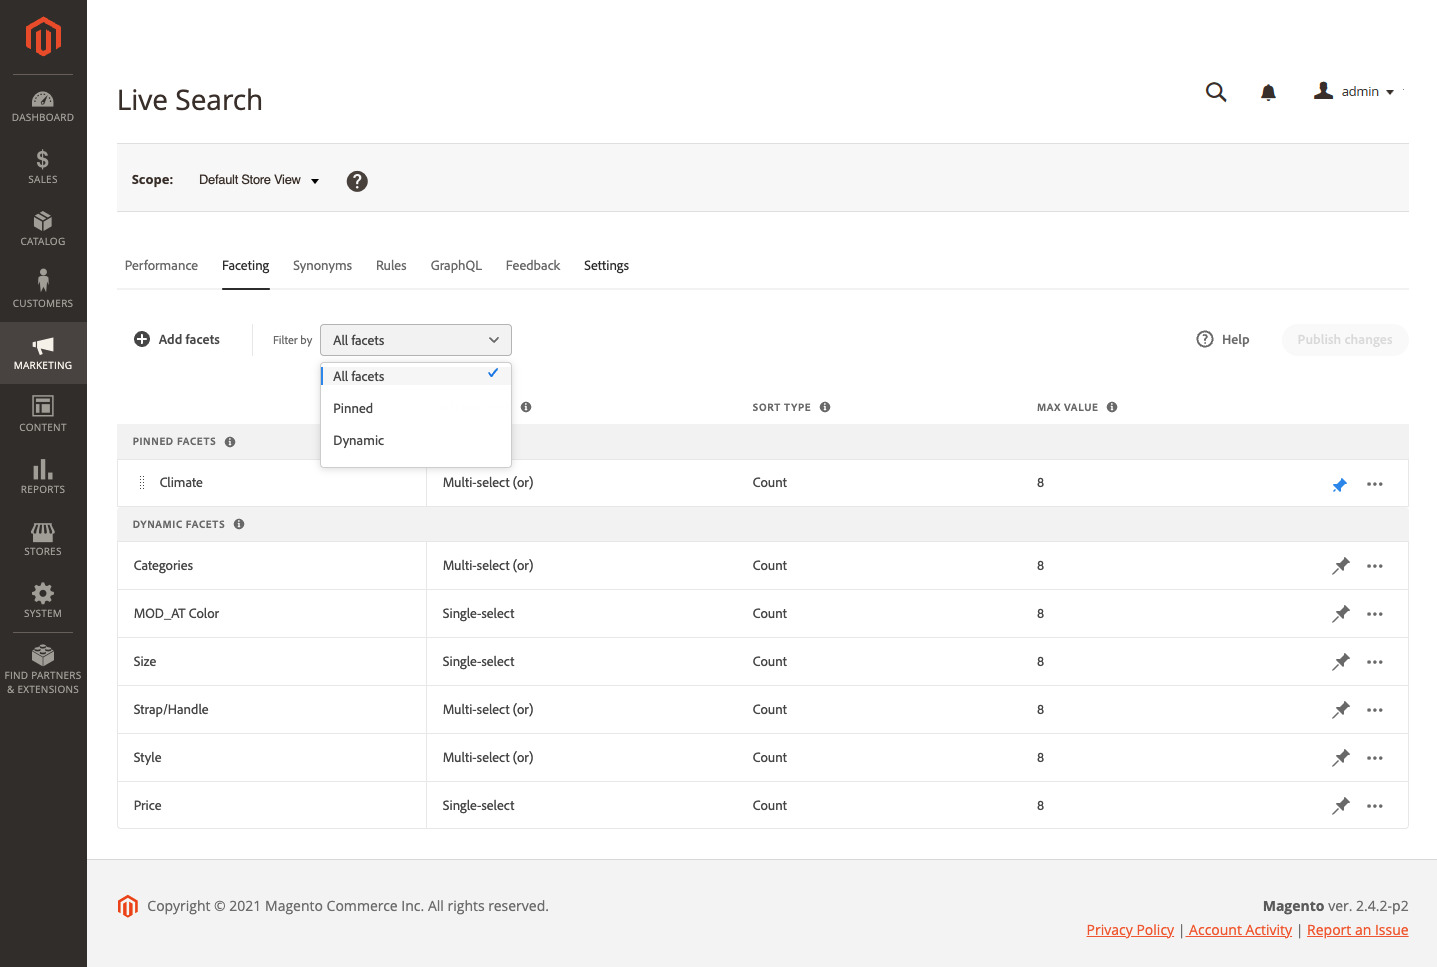 Live Search
admin
Scope: Default Store View
Performance Faceting Synonyms Rules GraphQL Feedback Settings
Add facets Filter by All facets Help Publish changes
All facets
Pinned
Dynamic
SORT TYPE MAX VALUE
PINNED FACETS
Climate Multi-select (or) Count 8
DYNAMIC FACETS
Categories Multi-select (or) Count 8
MOD_AT Color Single-select Count 8
Size Single-select Count 8
Strap/Handle Multi-select (or) Count 8
Style Multi-select (or) Count 8
Price Single-select Count 8
DASHBOARD
SALES
CATALOG
CUSTOMERS
MARKETING
CONTENT
REPORTS
STORES
SYSTEM
FIND PARTNERS
& EXTENSIONS
Copyright © 2021 Magento Commerce Inc. All rights reserved.
Magento ver. 2.4.2-p2
Privacy Policy | Account Activity | Report an Issue